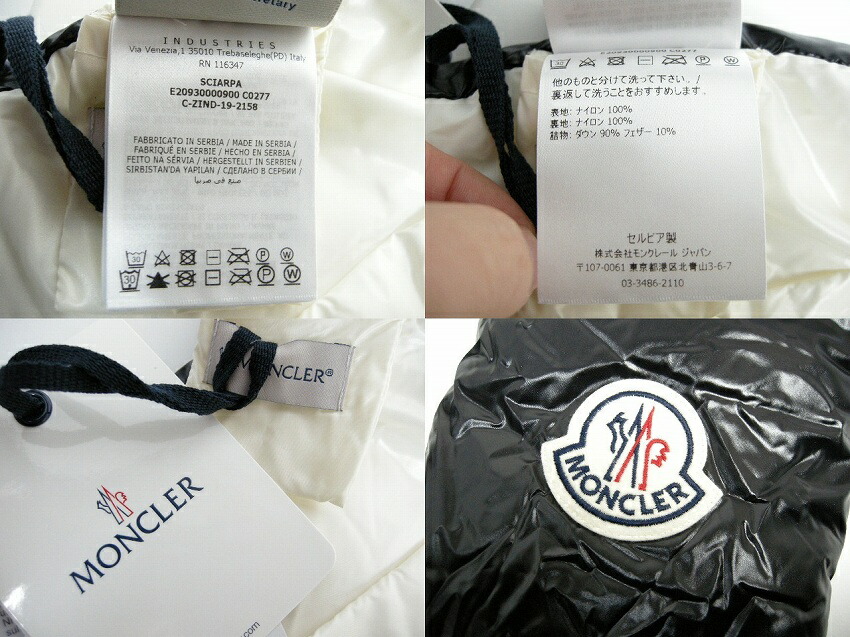 etary
INDUSTRIES
Via Venezia,1 35010 Trebaseleghe(PD) Italy
RN 116347
SCIARPA
E20930000900 C0277
C-ZIND-19-2158
FABBRICATO IN SERBIA / MADE IN SERBIA /
FABRIQUÉ EN SERBIE / HECHO EN SERBIA /
FEITO NA SÉRVIA / HERGESTELLT IN SERBIEN /
SIRBISTAN'DA YAPILAN / СДЕЛАНО В СЕРБИИ /
صنع في صربيا
30
P
W
30
P
W
E20930000900 C0277
30
P
W
他のものと分けて洗って下さい。/
裏返して洗うことをおすすめします。
表地: ナイロン 100%
裏地: ナイロン 100%
詰物: ダウン 90% フェザー 10%
セルビア製
株式会社モンクレール ジャパン
〒107-0061 東京都港区北青山3-6-7
03-3486-2110
MONCLER®
MONCLER
.com
MONCLER